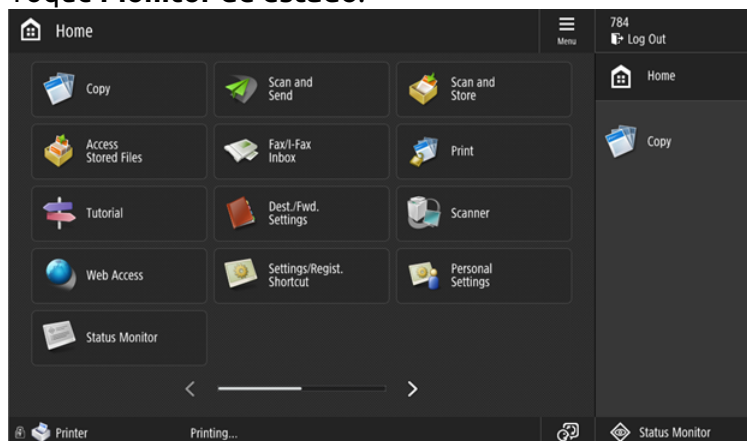 Toque Monitor de estado.
Home
Menu
784
Log Out
Copy
Scan and
Send
Scan and
Store
Home
Access
Stored Files
Fax/I-Fax
Inbox
Print
Copy
Tutorial
Dest./Fwd.
Settings
Scanner
Web Access
Settings/Regist.
Shortcut
Personal
Settings
Status Monitor
Printer
Printing...
Status Monitor